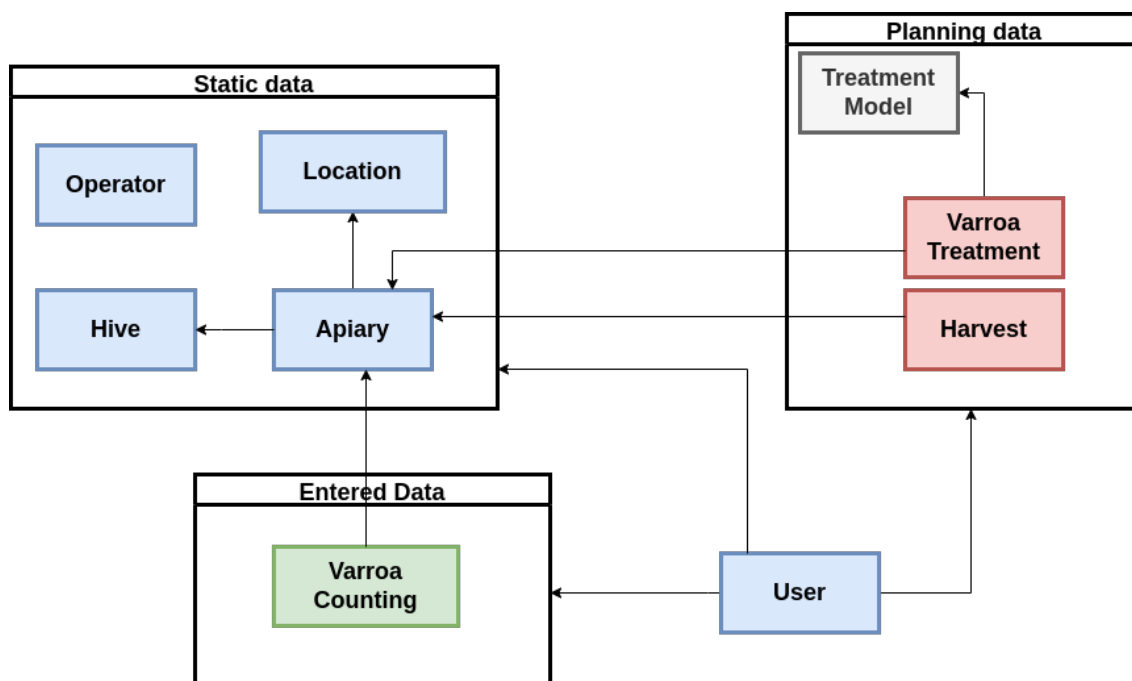 Planning data
Treatment
Model
Static data
Operator
Location
Varroa
Treatment
Hive
Apiary
Harvest
Entered Data
Varroa
Counting
User